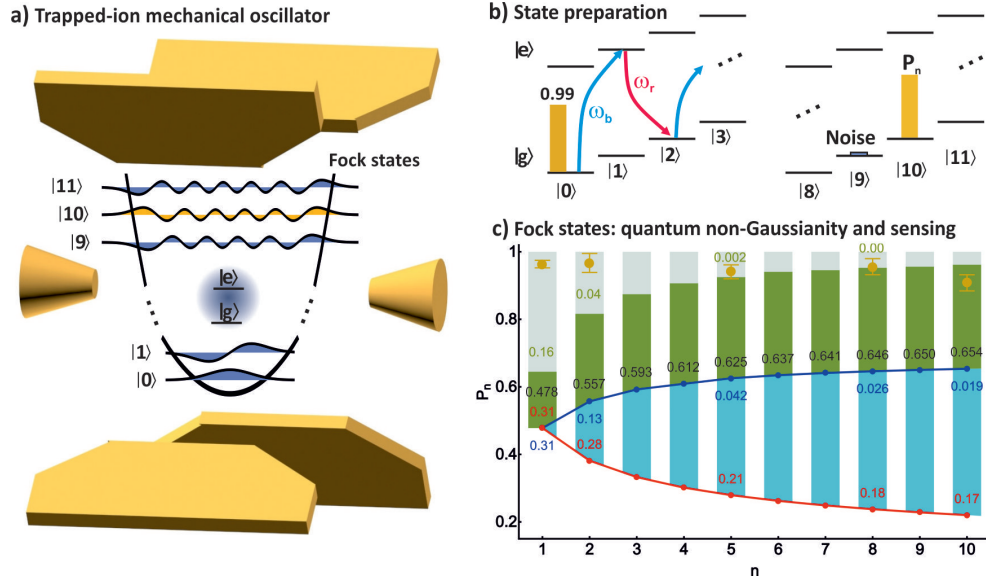 a) Trapped-ion mechanical oscillator
Fock states
|11⟩
|10⟩
|9⟩
|e⟩
|g⟩
|1⟩
|0⟩
b) State preparation
|e⟩
|g⟩
0.99
ω_b
ω_r
|0⟩
|1⟩
|2⟩
|3⟩
P_n
Noise
|8⟩
|9⟩
|10⟩
|11⟩
c) Fock states: quantum non-Gaussianity and sensing
P_n
1
0.8
0.6
0.4
0.2
0.16
0.04
0.002
0.00
0.478
0.557
0.593
0.612
0.625
0.637
0.641
0.646
0.650
0.654
0.31
0.13
0.042
0.026
0.019
0.31
0.28
0.21
0.18
0.17
1 2 3 4 5 6 7 8 9 10
n